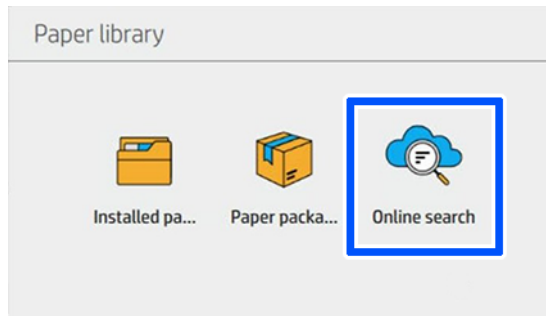 Paper library
Installed pa...
Paper packa...
Online search